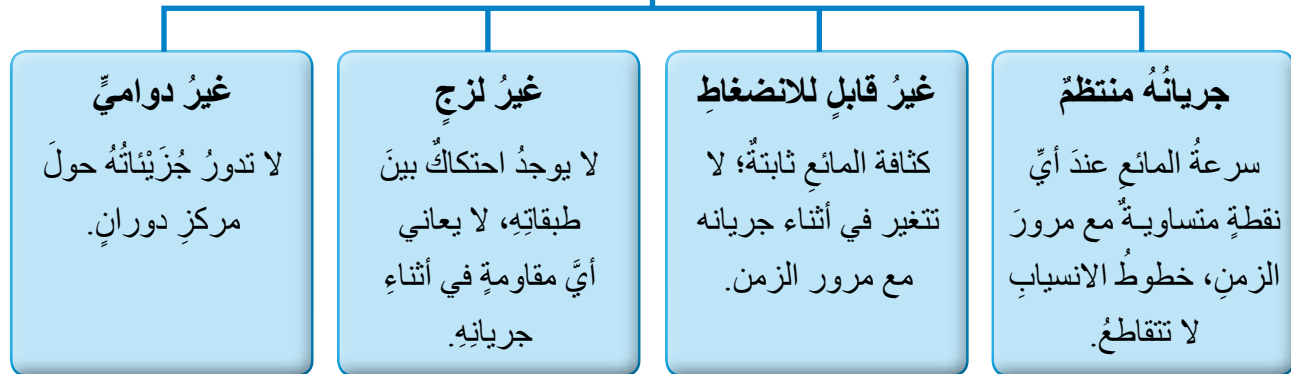 جريانُهُ منتظمٌ
سرعةُ المائعِ عندَ أيِّ
نقطةٍ متساويـةٌ مع مرورَ
الزمنِ، خطوطُ الانسيابِ
لا تتقاطعُ.
غيرُ قابلٍ للانضغاطِ
كثافة المائعِ ثابتةٌ؛ لا
تتغير في أثناء جريانه
مع مرور الزمن.
غيرُ لزجٍ
لا يوجدُ احتكاكٌ بينَ
طبقاتِهِ، لا يعاني
أيَّ مقاومةٍ في أثناءِ
جريانِهِ.
غيرُ دواميٍّ
لا تدورُ جُزَيْئاتُهُ حولَ
مركزِ دورانٍ.